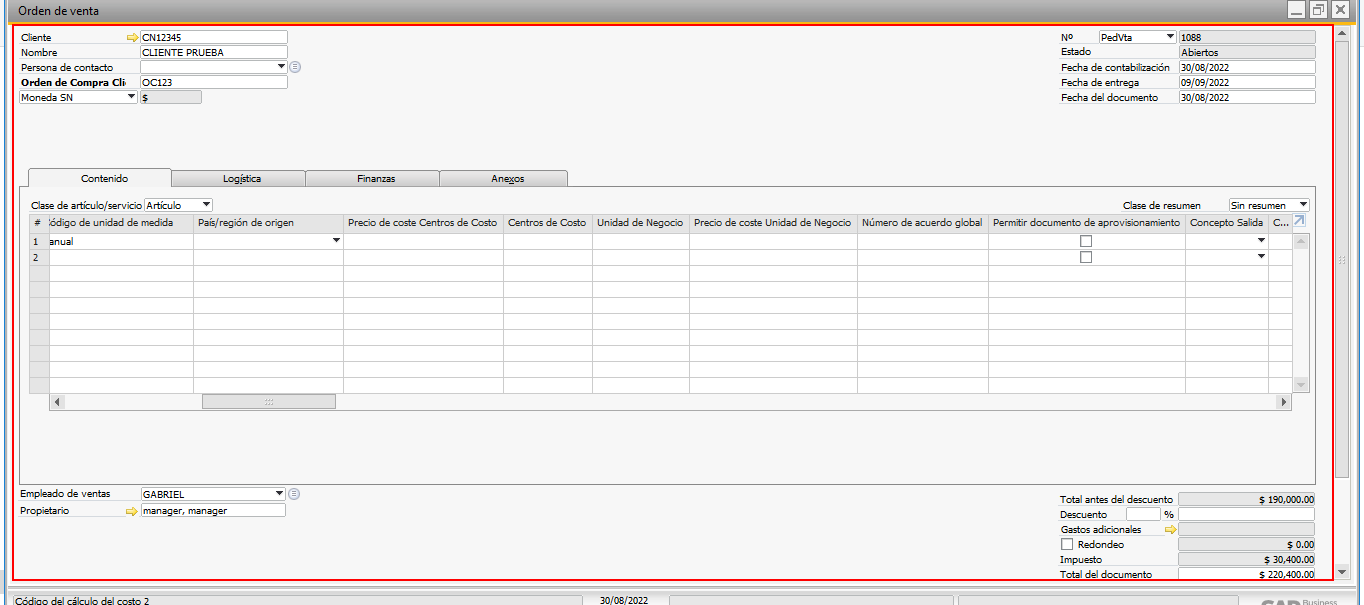 Orden de venta
Cliente CN12345 Nº PedVta 1088
Nombre CLIENTE PRUEBA Estado Abiertos
Persona de contacto Fecha de contabilización 30/08/2022
Orden de Compra Cli OC123 Fecha de entrega 09/09/2022
Moneda SN $ Fecha del documento 30/08/2022
Contenido Logística Finanzas Anexos
Clase de artículo/servicio Artículo Clase de resumen Sin resumen
# ódigo de unidad de medida País/región de origen Precio de coste Centros de Costo Centros de Costo Unidad de Negocio Precio de coste Unidad de Negocio Número de acuerdo global Permitir documento de aprovisionamiento Concepto Salida C...
1 anual
2
Empleado de ventas GABRIEL Total antes del descuento $ 190,000.00
Propietario manager, manager Descuento %
Gastos adicionales
Redondeo $ 0.00
Impuesto $ 30,400.00
Total del documento $ 220,400.00
Código del cálculo del costo 2 30/08/2022 SAP Business